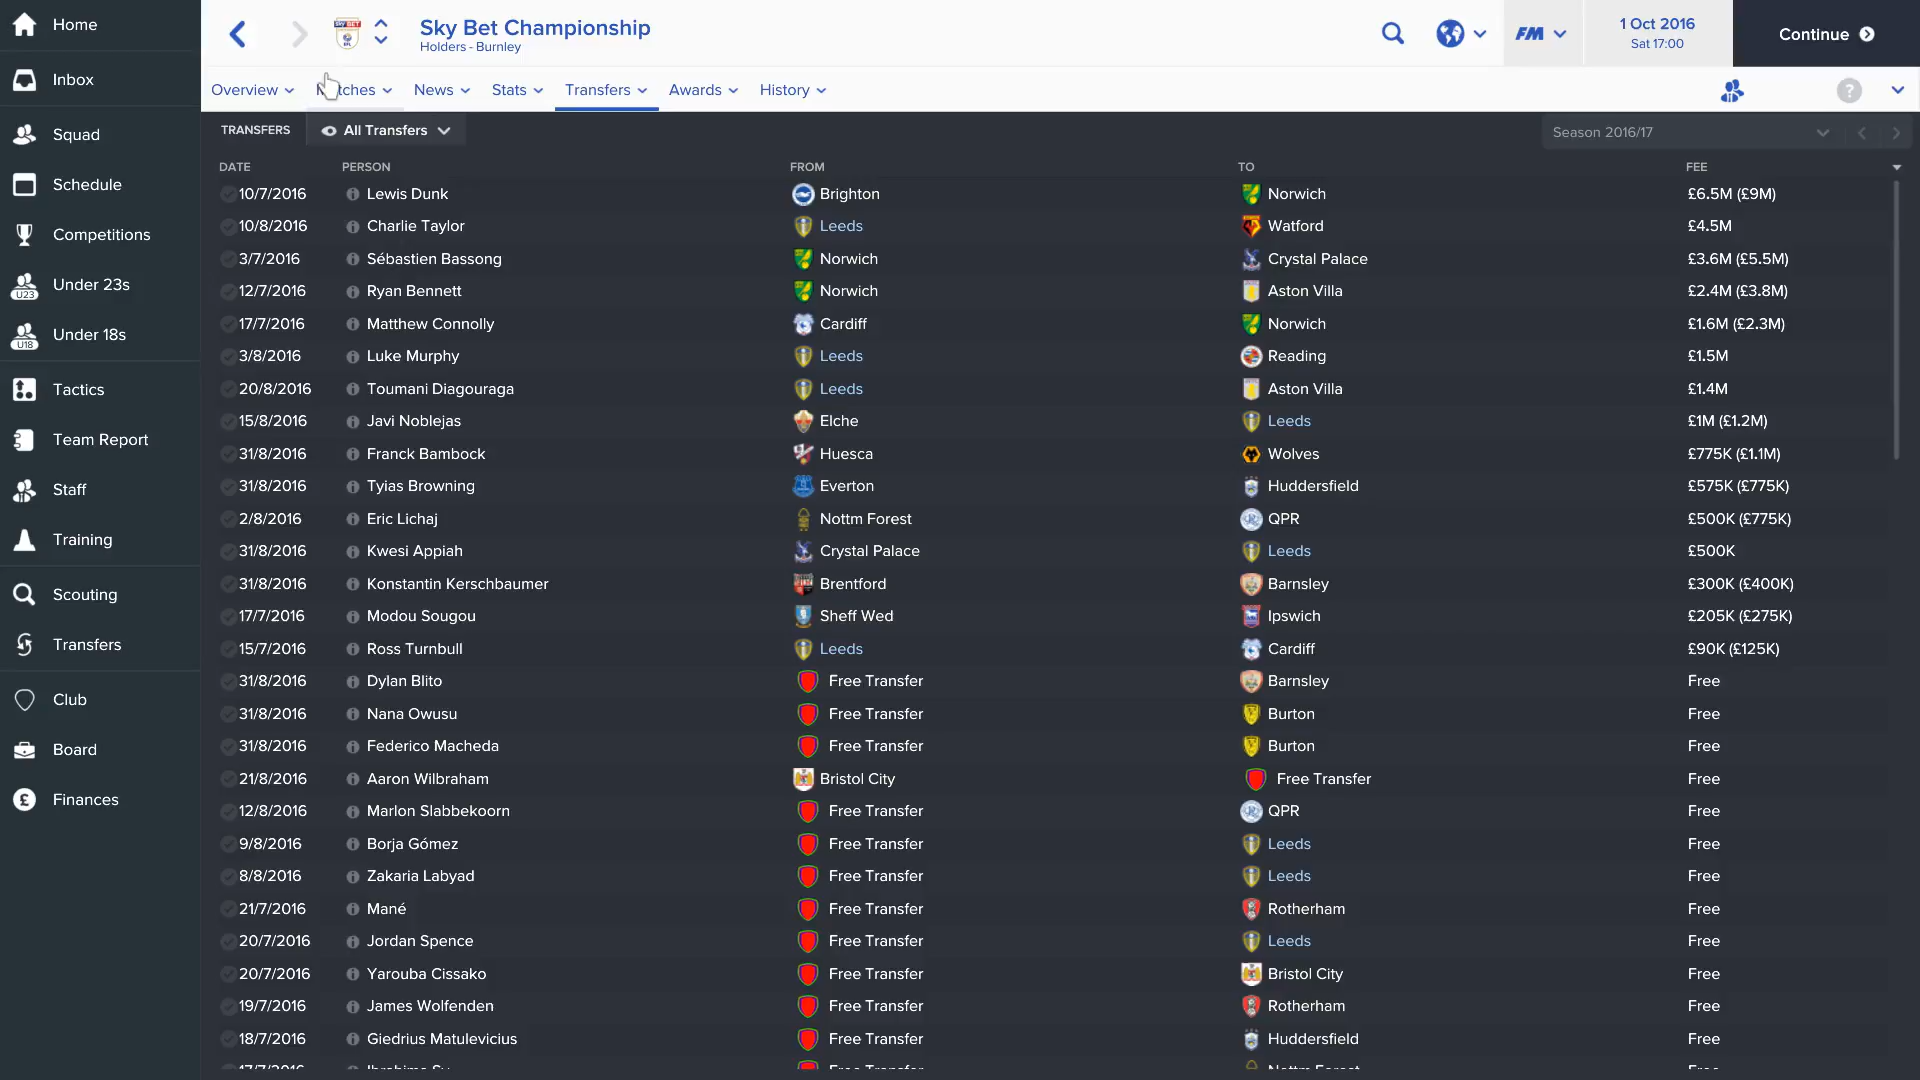 Home
Inbox
Squad
Schedule
Competitions
Under 23s
U23
Under 18s
U18
Tactics
Team Report
Staff
Training
Scouting
Transfers
Club
Board
Finances
Sky Bet Championship
Holders - Burnley
FM
1 Oct 2016
Sat 17:00
Continue
Overview News Stats Transfers Awards History
TRANSFERS All Transfers Season 2016/17
DATE PERSON FROM TO FEE
10/7/2016 Lewis Dunk Brighton Norwich £6.5M (£9M)
10/8/2016 Charlie Taylor Leeds Watford £4.5M
3/7/2016 Sébastien Bassong Norwich Crystal Palace £3.6M (£5.5M)
12/7/2016 Ryan Bennett Norwich Aston Villa £2.4M (£3.8M)
17/7/2016 Matthew Connolly Cardiff Norwich £1.6M (£2.3M)
3/8/2016 Luke Murphy Leeds Reading £1.5M
20/8/2016 Toumani Diagouraga Leeds Aston Villa £1.4M
15/8/2016 Javi Noblejas Elche Leeds £1M (£1.2M)
31/8/2016 Franck Bambock Huesca Wolves £775K (£1.1M)
31/8/2016 Tyias Browning Everton Huddersfield £575K (£775K)
2/8/2016 Eric Lichaj Nottm Forest QPR £500K (£775K)
31/8/2016 Kwesi Appiah Crystal Palace Leeds £500K
31/8/2016 Konstantin Kerschbaumer Brentford Barnsley £300K (£400K)
17/7/2016 Modou Sougou Sheff Wed Ipswich £205K (£275K)
15/7/2016 Ross Turnbull Leeds Cardiff £90K (£125K)
31/8/2016 Dylan Blito Free Transfer Barnsley Free
31/8/2016 Nana Owusu Free Transfer Burton Free
31/8/2016 Federico Macheda Free Transfer Burton Free
21/8/2016 Aaron Wilbraham Bristol City Free Transfer Free
12/8/2016 Marlon Slabbekoorn Free Transfer QPR Free
9/8/2016 Borja Gómez Free Transfer Leeds Free
8/8/2016 Zakaria Labyad Free Transfer Leeds Free
21/7/2016 Mané Free Transfer Rotherham Free
20/7/2016 Jordan Spence Free Transfer Leeds Free
20/7/2016 Yarouba Cissako Free Transfer Bristol City Free
19/7/2016 James Wolfenden Free Transfer Rotherham Free
18/7/2016 Giedrius Matulevicius Free Transfer Huddersfield Free